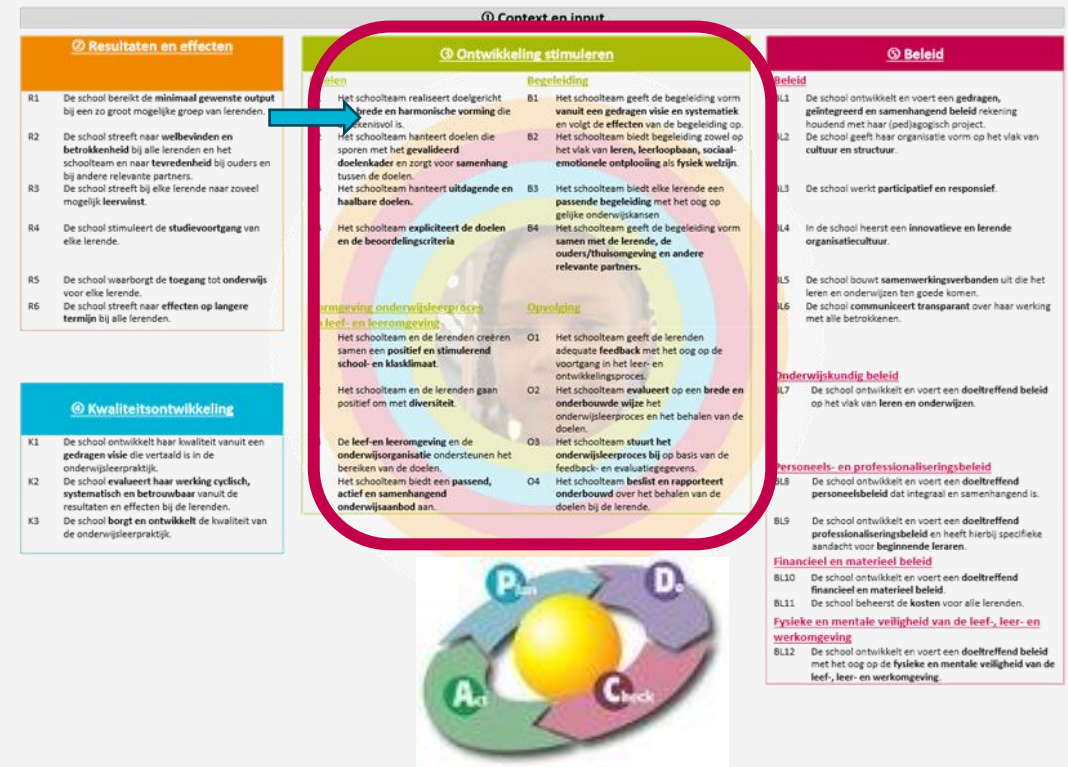 ① Context en input
② Resultaten en effecten
R1 De school bereikt de minimaal gewenste output
bij een zo groot mogelijke groep van lerenden.
R2 De school streeft naar welbevinden en
betrokkenheid bij alle lerenden en het
schoolteam en naar tevredenheid bij ouders en
bij andere relevante partners.
R3 De school streeft bij elke lerende naar zoveel
mogelijk leerwinst.
R4 De school stimuleert de studievoortgang van
elke lerende.
R5 De school waarborgt de toegang tot onderwijs
voor elke lerende.
R6 De school streeft naar effecten op langere
termijn bij alle lerenden.
④ Kwaliteitsontwikkeling
K1 De school ontwikkelt haar kwaliteit vanuit een
gedragen visie die vertaald is in de
onderwijsleerpraktijk.
K2 De school evalueert haar werking cyclisch,
systematisch en betrouwbaar vanuit de
resultaten en effecten bij de lerenden.
K3 De school borgt en ontwikkelt de kwaliteit van
de onderwijsleerpraktijk.
③ Ontwikkeling stimuleren
Het schoolteam realiseert doelgericht
brede en harmonische vorming die
is.
Het schoolteam hanteert doelen die
sporen met het gevalideerd
doelenkader en zorgt voor samenhang
tussen de doelen.
Het schoolteam hanteert uitdagende en
haalbare doelen.
Het schoolteam expliciteert de doelen
en de beoordelingscriteria
onderwijsleerproces
leef- en leeromgeving
Het schoolteam en de lerenden creëren
samen een positief en stimulerend
school- en klasklimaat.
Het schoolteam en de lerenden gaan
positief om met diversiteit.
De leef-en leeromgeving en de
onderwijsorganisatie ondersteunen het
bereiken van de doelen.
Het schoolteam biedt een passend,
actief en samenhangend
onderwijsaanbod aan.
Begeleiding
B1 Het schoolteam geeft de begeleiding vorm
vanuit een gedragen visie en systematiek
en volgt de effecten van de begeleiding op.
B2 Het schoolteam biedt begeleiding zowel op
het vlak van leren, leerloopbaan, sociaal-
emotionele ontplooiing als fysiek welzijn.
B3 Het schoolteam biedt elke lerende een
passende begeleiding met het oog op
gelijke onderwijskansen
B4 Het schoolteam geeft de begeleiding vorm
samen met de lerende, de
ouders/thuisomgeving en andere
relevante partners.
Opvolging
O1 Het schoolteam geeft de lerenden
adequate feedback met het oog op de
voortgang in het leer- en
ontwikkelingsproces.
O2 Het schoolteam evalueert op een brede en
onderbouwde wijze het
onderwijsleerproces en het behalen van de
doelen.
O3 Het schoolteam stuurt het
onderwijsleerproces bij op basis van de
feedback- en evaluatiegegevens.
O4 Het schoolteam beslist en rapporteert
onderbouwd over het behalen van de
doelen bij de lerende.
⑤ Beleid
Beleid
BL1 De school ontwikkelt en voert een gedragen,
geïntegreerd en samenhangend beleid rekening
houdend met haar (ped)agogisch project.
BL2 De school geeft haar organisatie vorm op het vlak van
cultuur en structuur.
BL3 De school werkt participatief en responsief.
BL4 In de school heerst een innovatieve en lerende
organisatiecultuur.
BL5 De school bouwt samenwerkingsverbanden uit die het
leren en onderwijzen ten goede komen.
BL6 De school communiceert transparant over haar werking
met alle betrokkenen.
Onderwijskundig beleid
BL7 De school ontwikkelt en voert een doeltreffend beleid
op het vlak van leren en onderwijzen.
Personeels- en professionaliseringsbeleid
BL8 De school ontwikkelt en voert een doeltreffend
personeelsbeleid dat integraal en samenhangend is.
BL9 De school ontwikkelt en voert een doeltreffend
professionaliseringsbeleid en heeft hierbij specifieke
aandacht voor beginnende leraren.
Financieel en materieel beleid
BL10 De school ontwikkelt en voert een doeltreffend
financieel en materieel beleid.
BL11 De school beheerst de kosten voor alle lerenden.
Fysieke en mentale veiligheid van de leef-, leer- en
werkomgeving
BL12 De school ontwikkelt en voert een doeltreffend beleid
met het oog op de fysieke en mentale veiligheid van de
leef-, leer- en werkomgeving.
Plan
Do
Act
Check